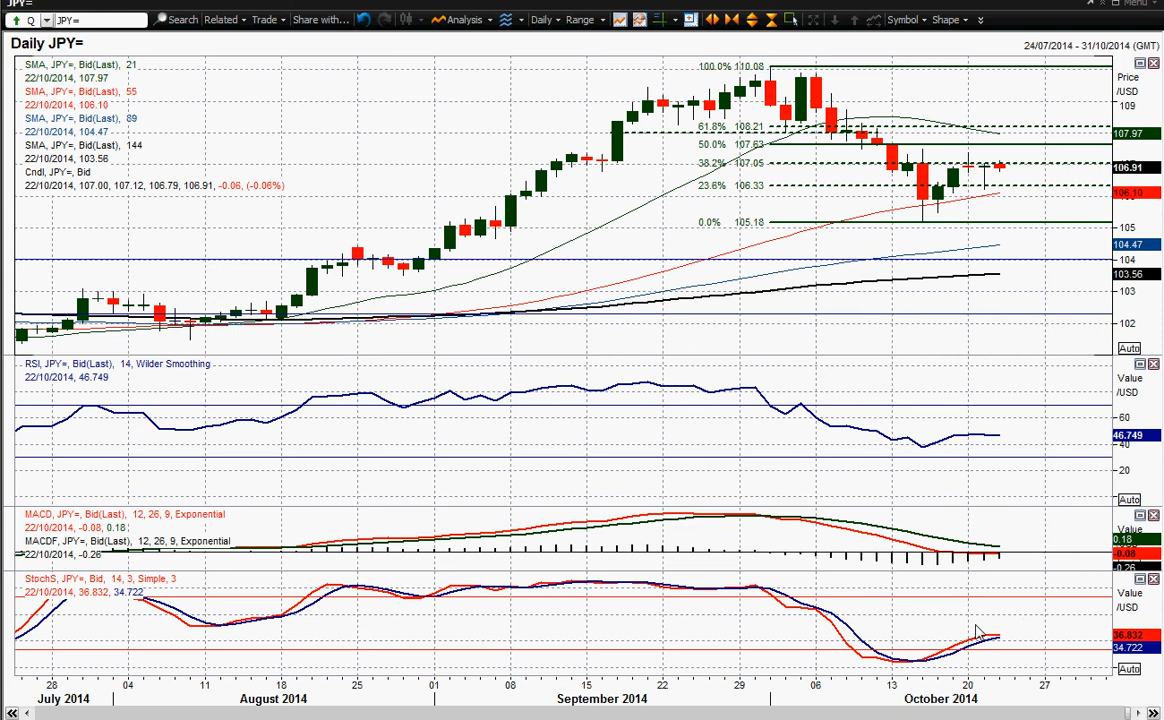 JPY=
Menu
Q JPY= Search Related Trade Share with... Analysis Daily Range Symbol Shape
Daily JPY=
24/07/2014 - 31/10/2014 (GMT)
SMA, JPY=, Bid(Last), 21
22/10/2014, 107.97
SMA, JPY=, Bid(Last), 55
22/10/2014, 106.10
SMA, JPY=, Bid(Last), 89
22/10/2014, 104.47
SMA, JPY=, Bid(Last), 144
22/10/2014, 103.56
Cndl, JPY=, Bid
22/10/2014, 107.00, 107.12, 106.79, 106.91, -0.06, (-0.06%)
100.0% 110.08
61.8% 108.21
50.0% 107.63
38.2% 107.05
23.6% 106.33
0.0% 105.18
Price
/USD
109
107.97
106.91
106.10
105
104.47
104
103.56
103
102
Auto
RSI, JPY=, Bid(Last), 14, Wilder Smoothing
22/10/2014, 46.749
Value
/USD
60
46.749
40
20
Auto
MACD, JPY=, Bid(Last), 12, 26, 9, Exponential
22/10/2014, -0.08, 0.18
MACDF, JPY=, Bid(Last), 12, 26, 9, Exponential
22/10/2014, -0.26
Value
/USD
0.18
-0.08
-0.26
StochS, JPY=, Bid, 14, 3, Simple, 3
22/10/2014, 36.832, 34.722
Value
/USD
36.832
34.722
Auto
28 04 11 18 25 01 08 15 22 29 06 13 20 27
July 2014 August 2014 September 2014 October 2014